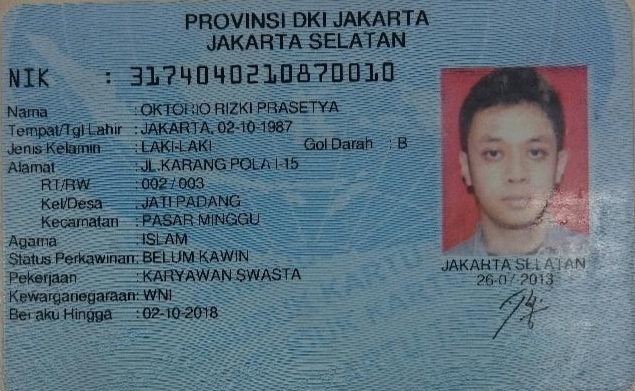 PROVINSI DKI JAKARTA
JAKARTA SELATAN
NIK : 3174040210870010
Nama : OKTORIO RIZKI PRASETYA
Tempat/Tgl Lahir : JAKARTA, 02-10-1987
Jenis Kelamin : LAKI-LAKI Gol Darah : B
Alamat : JL.KARANG POLA I-15
RT/RW : 002 / 003
Kel/Desa : JATI PADANG
Kecamatan : PASAR MINGGU
Agama : ISLAM
Status Perkawinan: BELUM KAWIN
Pekerjaan : KARYAWAN SWASTA
Kewarganegaraan: WNI
Berlaku Hingga : 02-10-2018
JAKARTA SELATAN
26-07-2013